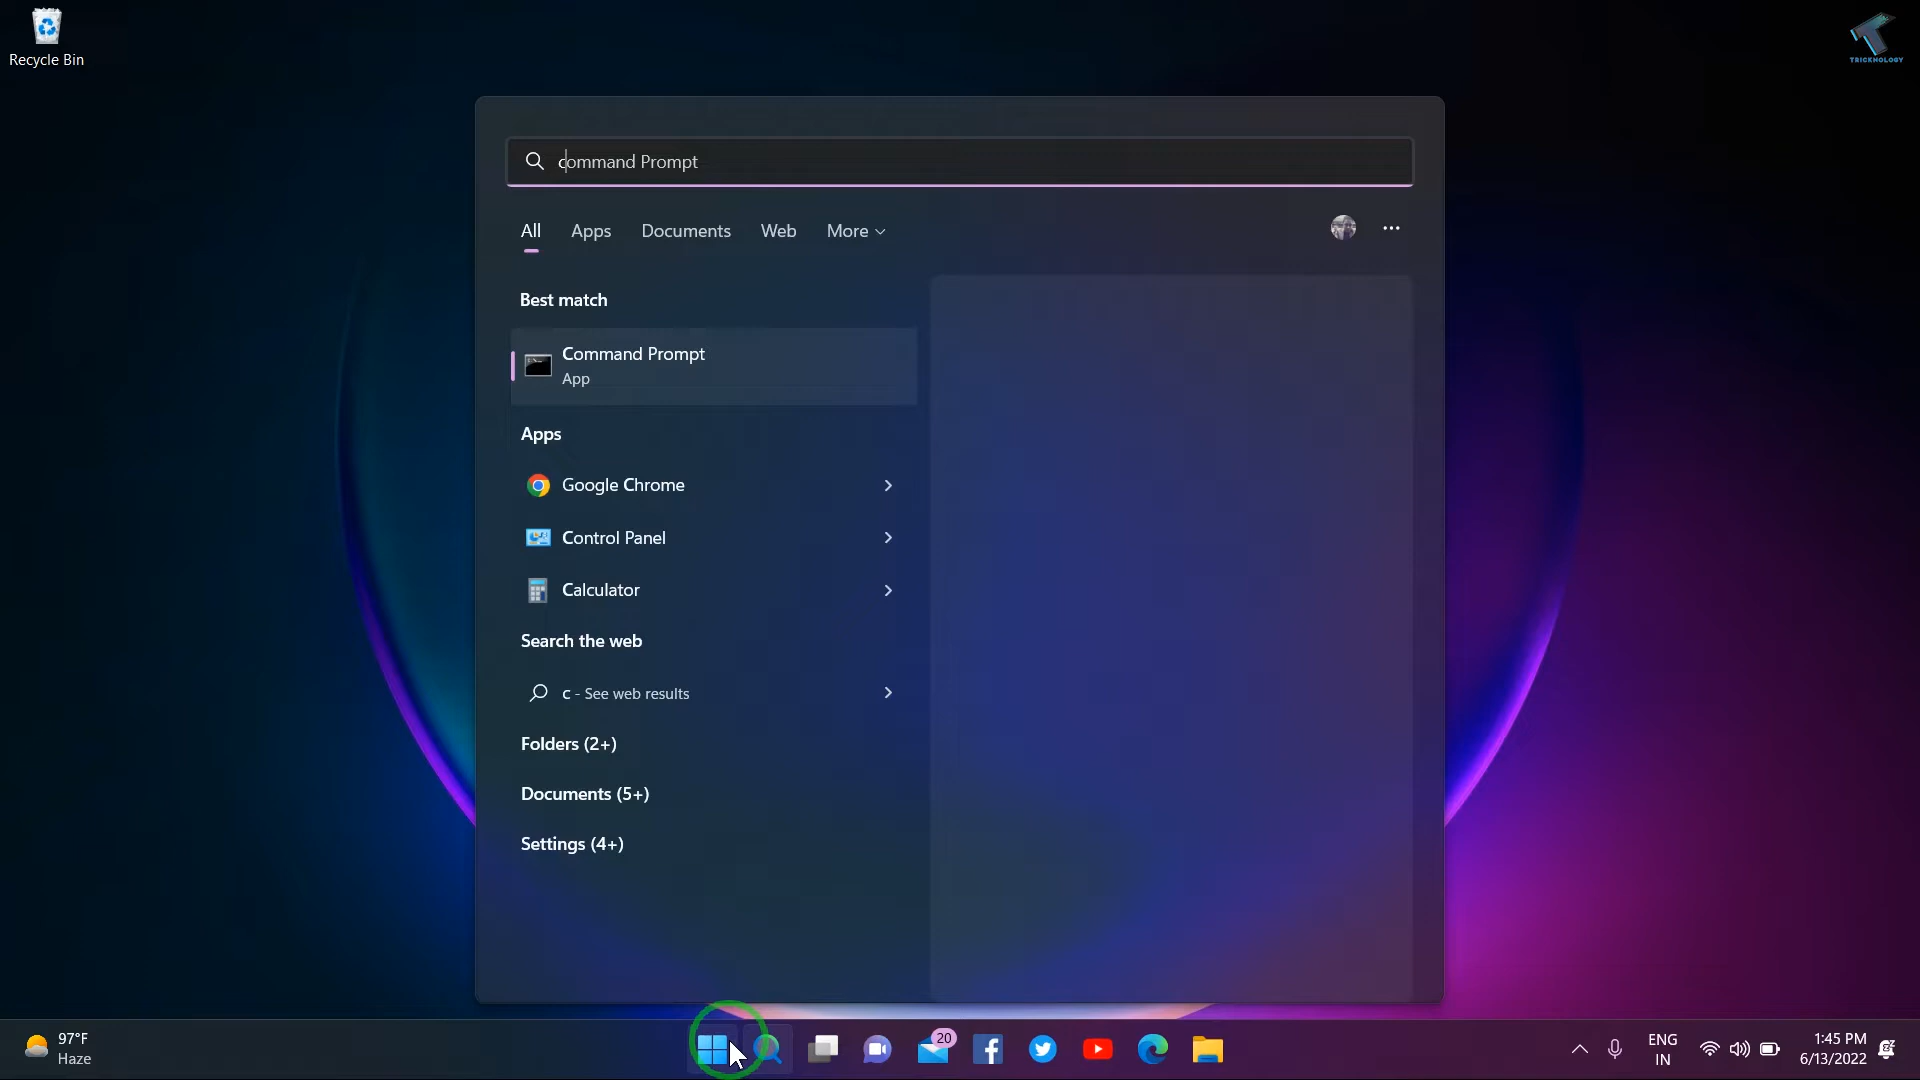 Recycle Bin
TRICKNOLOGY
command Prompt
All Apps Documents Web More
Best match
Command Prompt
App
Apps
Google Chrome
Control Panel
Calculator
Search the web
c - See web results
Folders (2+)
Documents (5+)
Settings (4+)
97°F
Haze
20
ENG
IN
1:45 PM
6/13/2022